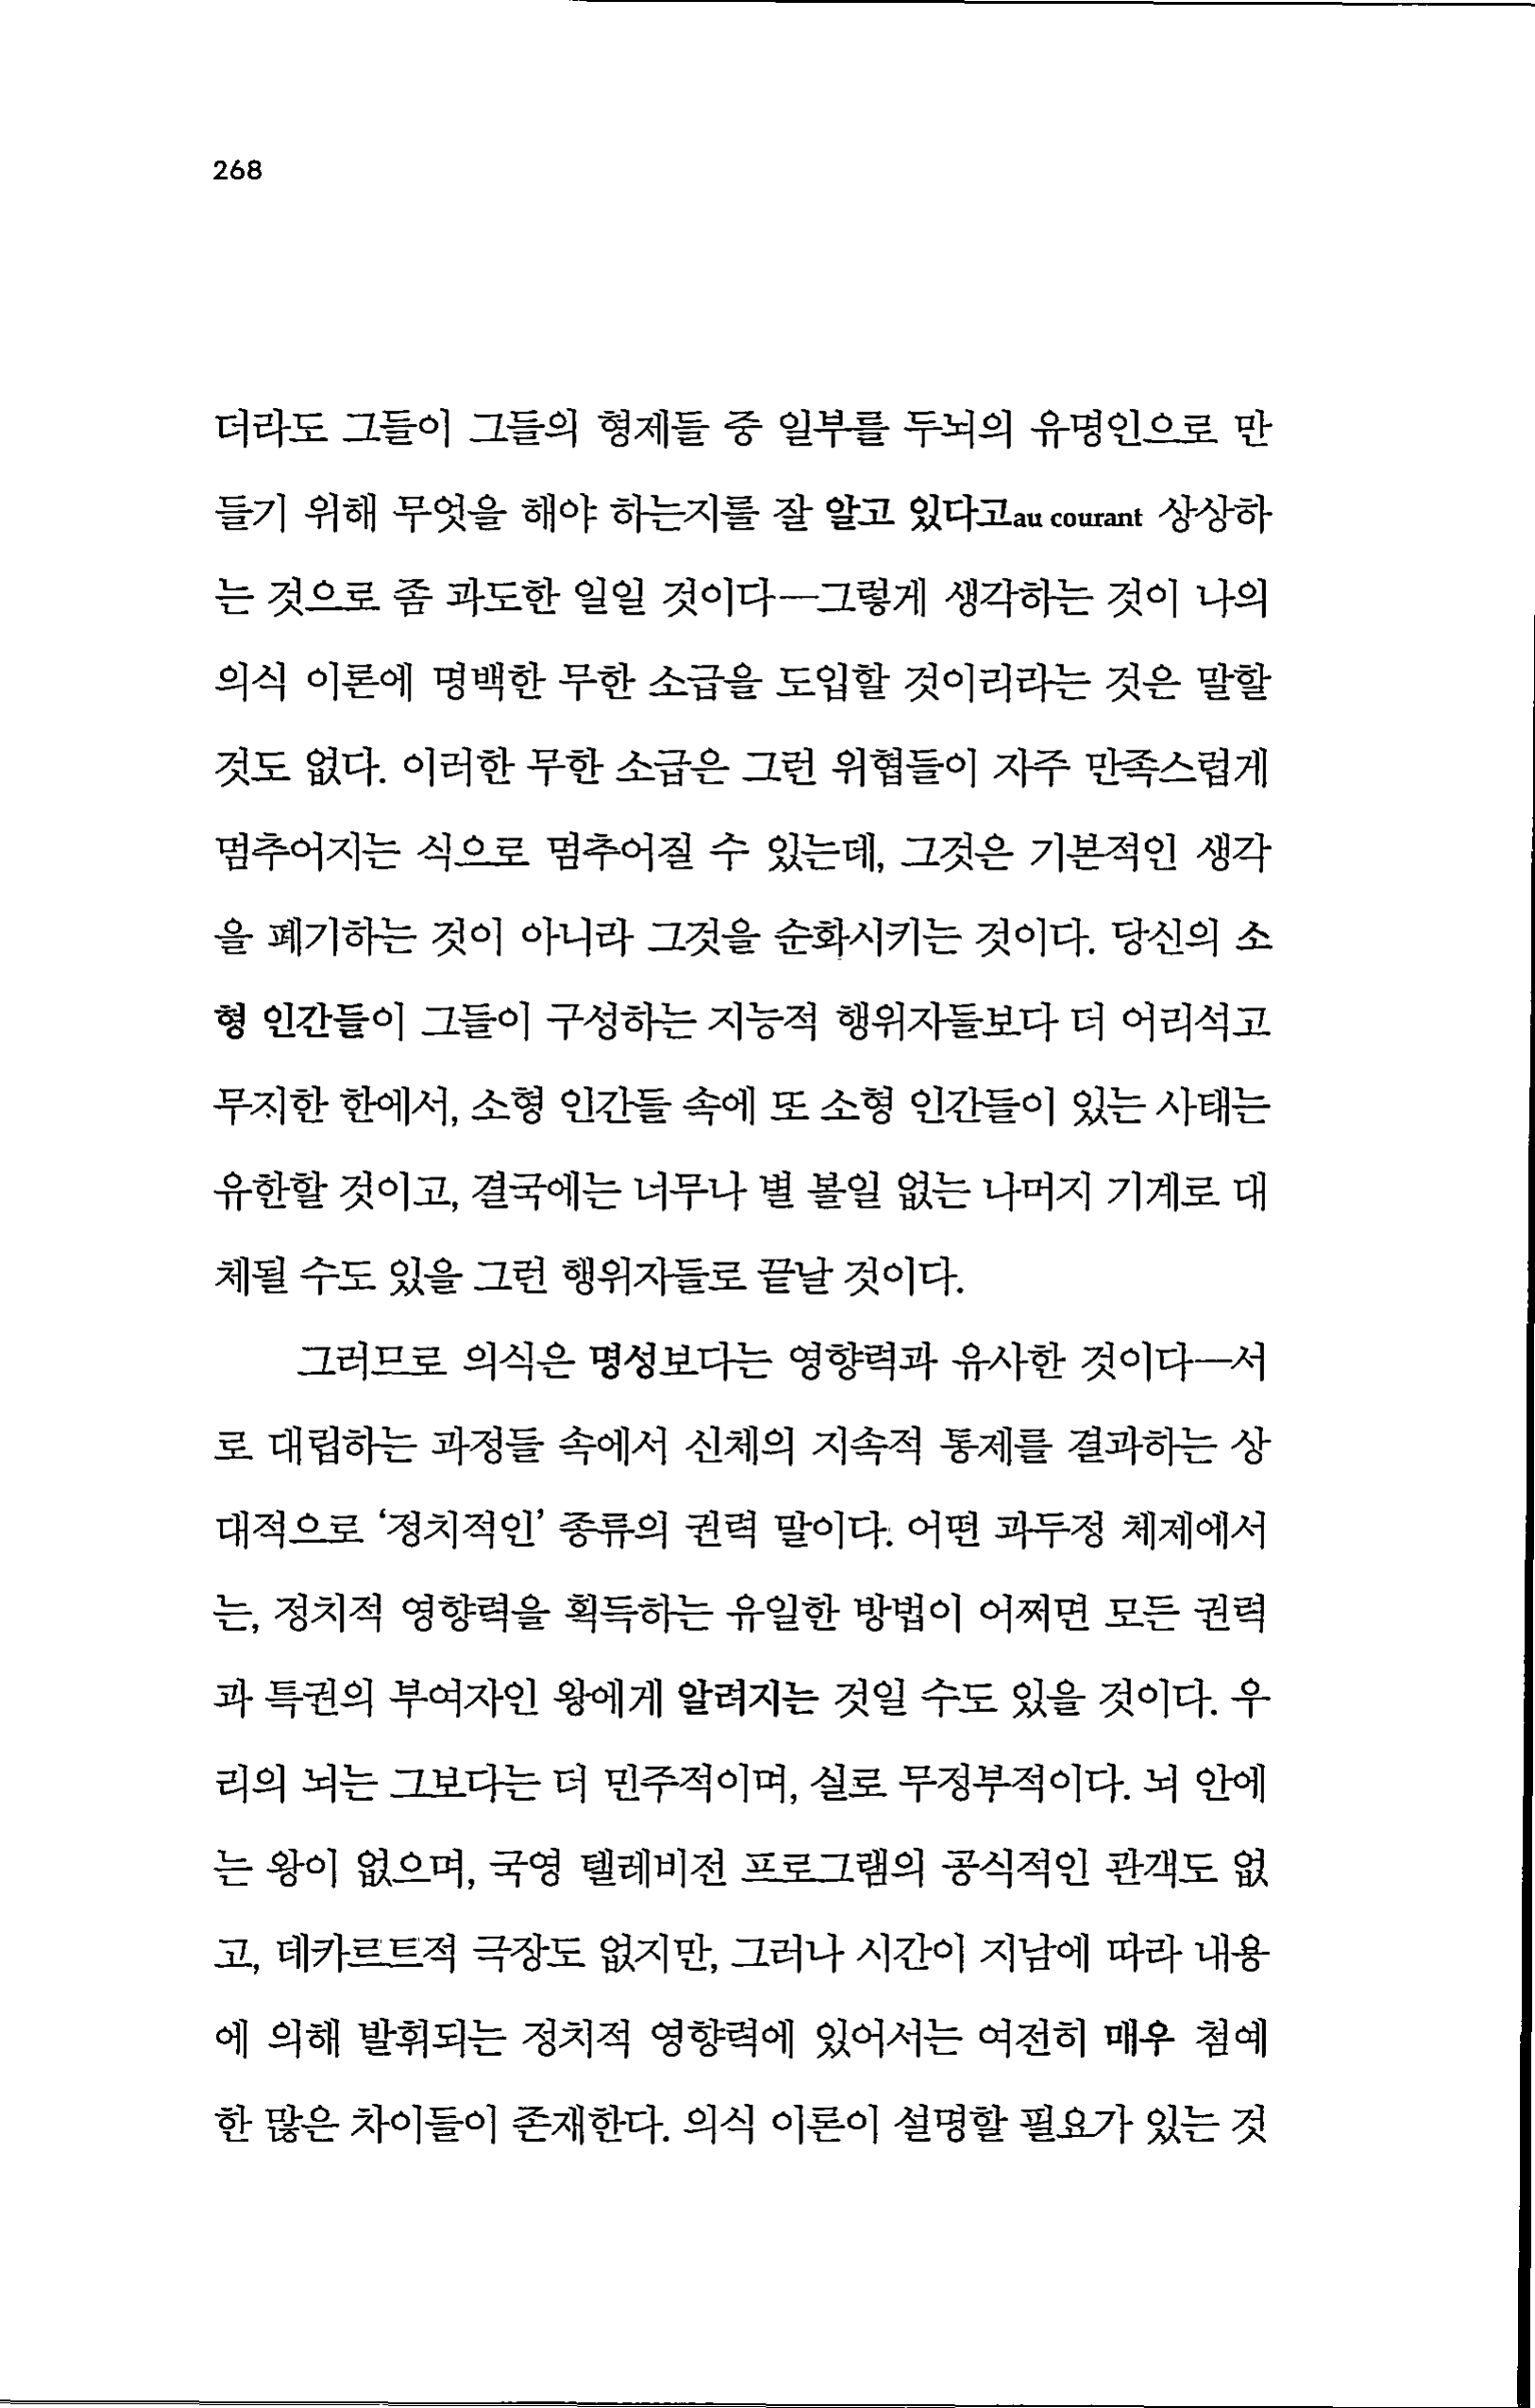 268
더라도 그들이 그들의 형제들 중 일부를 두뇌의 유명인으로 만
들기 위해 무엇을 해야 하는지를 잘 알고 있다고au courant 상상하
는 것으로 좀 과도한 일일 것이다—그렇게 생각하는 것이 나의
의식 이론에 명백한 무한 소급을 도입할 것이리라는 것은 말할
것도 없다. 이러한 무한 소급은 그런 위협들이 자주 만족스럽게
멈추어지는 식으로 멈추어질 수 있는데, 그것은 기본적인 생각
을 폐기하는 것이 아니라 그것을 순화시키는 것이다. 당신의 소
형 인간들이 그들이 구성하는 지능적 행위자들보다 더 어리석고
무지한 한에서, 소형 인간들 속에 또 소형 인간들이 있는 사태는
유한할 것이고, 결국에는 너무나 별 볼일 없는 나머지 기계로 대
체될 수도 있을 그런 행위자들로 끝날 것이다.
그러므로 의식은 명성보다는 영향력과 유사한 것이다—서
로 대립하는 과정들 속에서 신체의 지속적 통제를 결과하는 상
대적으로 ‘정치적인’ 종류의 권력 말이다. 어떤 과두정 체제에서
는, 정치적 영향력을 획득하는 유일한 방법이 어쩌면 모든 권력
과 특권의 부여자인 왕에게 알려지는 것일 수도 있을 것이다. 우
리의 뇌는 그보다는 더 민주적이며, 실로 무정부적이다. 뇌 안에
는 왕이 없으며, 국영 텔레비전 프로그램의 공식적인 관객도 없
고, 데카르트적 극장도 없지만, 그러나 시간이 지남에 따라 내용
에 의해 발휘되는 정치적 영향력에 있어서는 여전히 매우 첨예
한 많은 차이들이 존재한다. 의식 이론이 설명할 필요가 있는 것